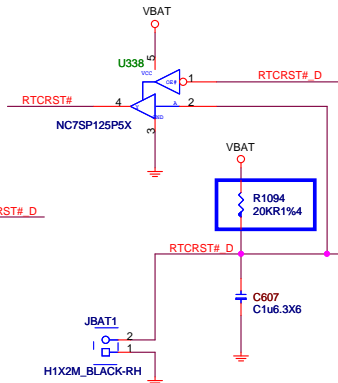 VBAT
U338
5
VCC
OE#
1
RTCRST#_D
RTCRST#
4
Y
A
2
GND
NC7SP125P5X
3
VBAT
R1094
20KR1%4
RST#_D
RTCRST#_D
JBAT1
C607
C1u6.3X6
2
1
H1X2M_BLACK-RH